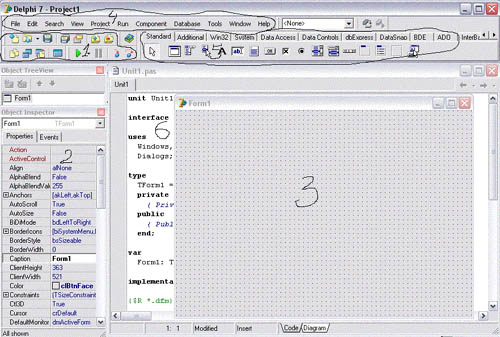 Delphi 7 - Project1
File Edit Search View Project Run Component Database Tools Window Help <None>
4
Standard Additional Win32 System Data Access Data Controls dbExpress DataSnap BDE ADO InterBa
1 5
Object TreeView
Form1
Unit1.pas
Unit1
Form1
Object Inspector
Form1 TForm1
Properties Events
Action
ActiveControl
Align alNone
AlphaBlend False
AlphaBlendVal 255
Anchors [akLeft,akTop]
AutoScroll True
AutoSize False
BiDiMode bdLeftToRight
BorderIcons [biSystemMenu,
BorderStyle bsSizeable
BorderWidth 0
Caption Form1
ClientHeight 363
ClientWidth 521
Color clBtnFace
Constraints (TSizeConstraint
Ctl3D True
Cursor crDefault
DefaultMonitor dmActiveForm
2
unit Unit1
interface
6
uses
Windows,
Dialogs;
type
TForm1 =
private
{ Priv
public
{ Publ
end;
var
Form1: T
implementa
{$R *.dfm}
3
1: 1 Modified Insert Code Diagram